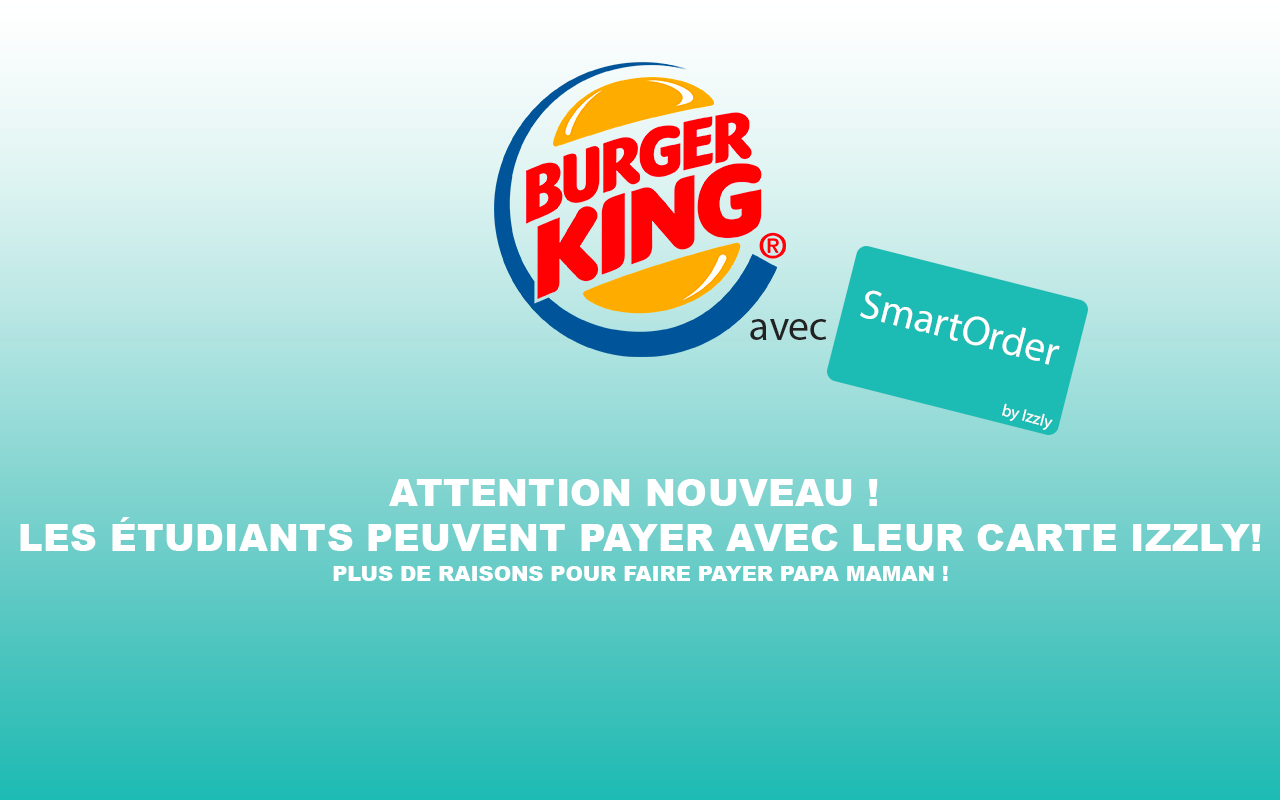 BURGER
KING
®
avec
SmartOrder
by Izzly
ATTENTION NOUVEAU !
LES ÉTUDIANTS PEUVENT PAYER AVEC LEUR CARTE IZZLY!
PLUS DE RAISONS POUR FAIRE PAYER PAPA MAMAN !